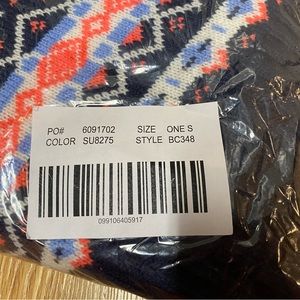 PO# 6091702 SIZE ONE S
COLOR SU8275 STYLE BC348
099106405917